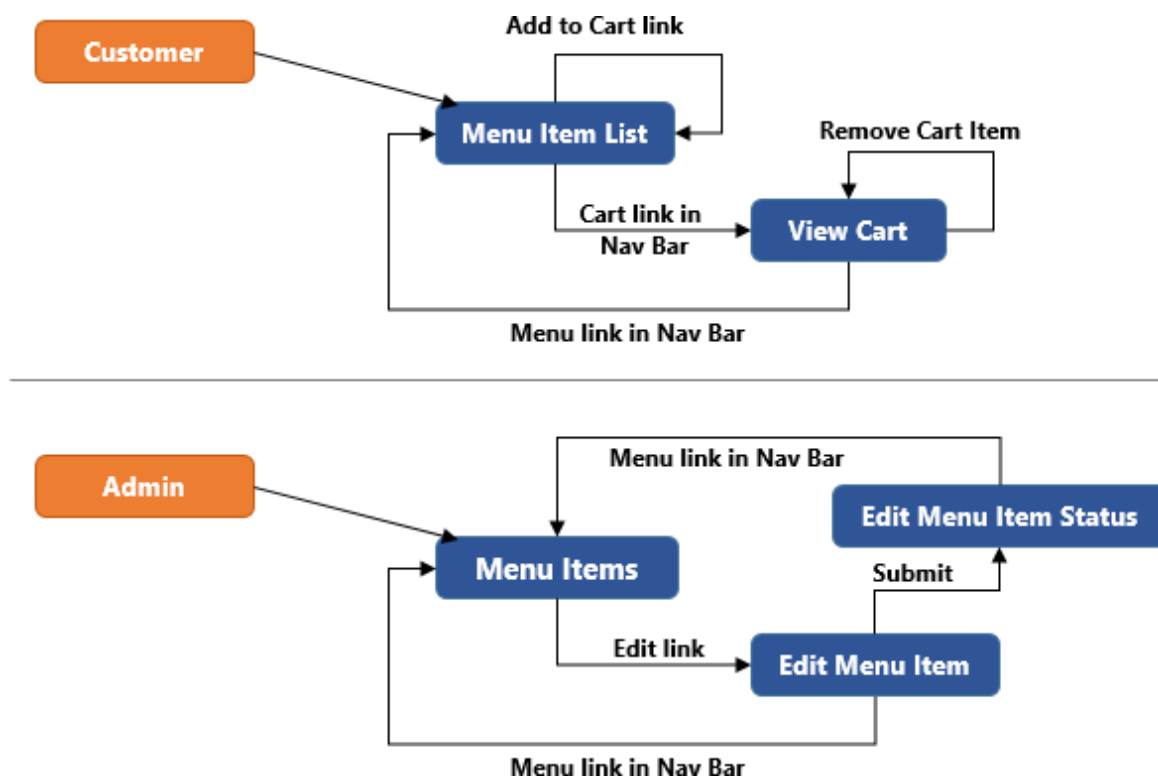 Add to Cart link
Customer
Menu Item List
Remove Cart Item
Cart link in
Nav Bar
View Cart
Menu link in Nav Bar
Menu link in Nav Bar
Admin
Edit Menu Item Status
Menu Items
Submit
Edit link
Edit Menu Item
Menu link in Nav Bar